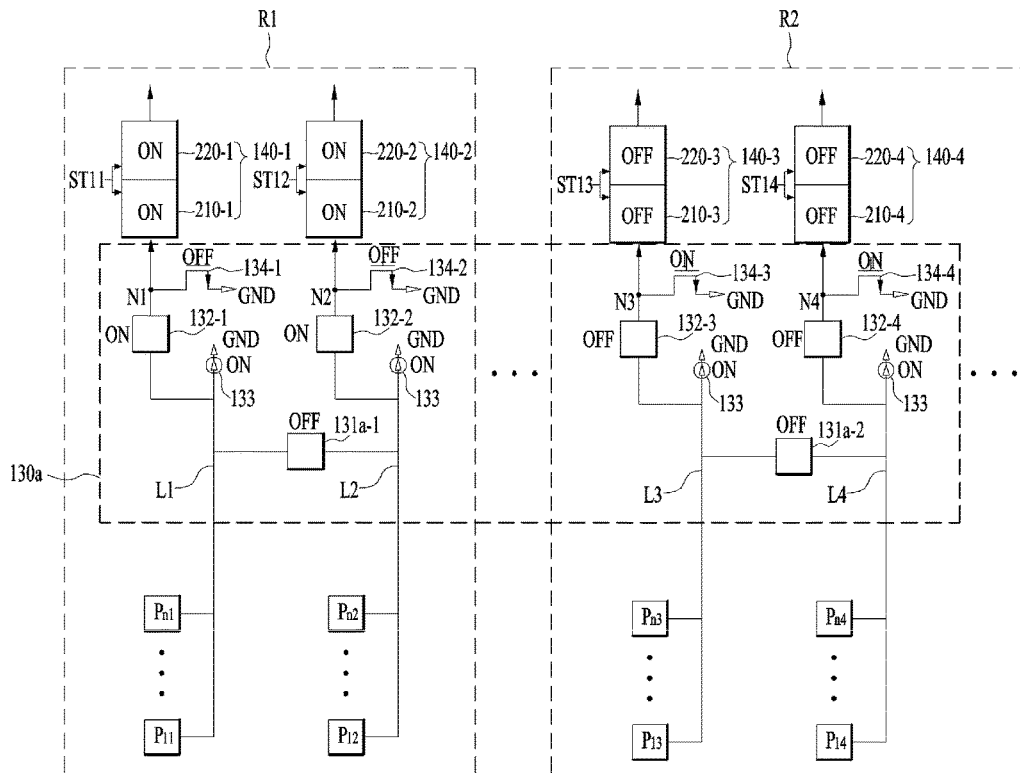 R1 R2
ON 220-1 140-1 ON 220-2 140-2 OFF 220-3 140-3 OFF 220-4 140-4
ST11 ST12 ST13 ST14
ON 210-1 ON 210-2 OFF 210-3 OFF 210-4
OFF 134-1 OFF 134-2 ON 134-3 ON 134-4
N1 GND N2 GND N3 GND N4 GND
ON 132-1 ON 132-2 OFF 132-3 OFF 132-4
GND GND GND GND
ON ON ON ON
133 133 133 133
OFF 131a-1 OFF 131a-2
130a
L1 L2 L3 L4
Pn1 Pn2 Pn3 Pn4
P11 P12 P13 P14